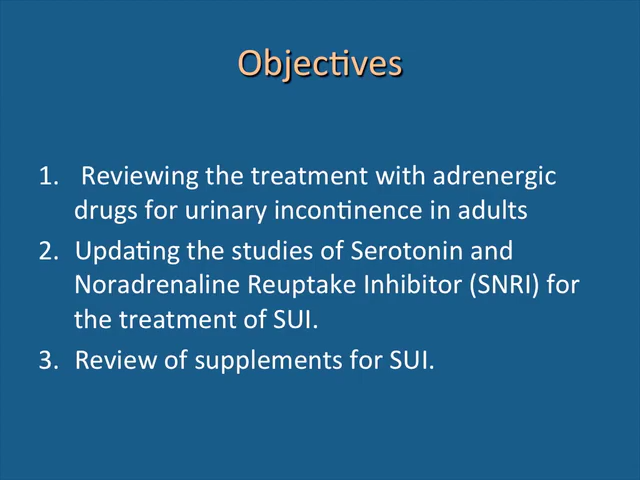 Objectives
1. Reviewing the treatment with adrenergic
drugs for urinary incontinence in adults
2. Updating the studies of Serotonin and
Noradrenaline Reuptake Inhibitor (SNRI) for
the treatment of SUI.
3. Review of supplements for SUI.